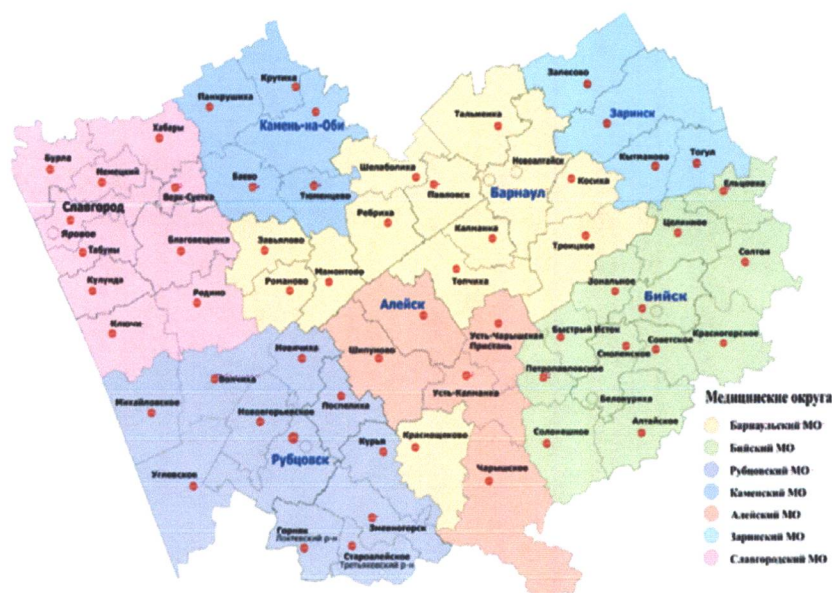 Залесово
Крутиха
Панкрушиха
Тальменка
Заринск
Камень-на-Оби
Хабары
Кытманово
Тогул
Бурла
Немецкий
Шелаболиха
Новоалтайск
Ельцовка
Баево
Тюменцево
Павловск
Барнаул
Косиха
Верх-Суетка
Славгород
Ребриха
Целинное
Яровое
Калманка
Троицкое
Табуны
Благовещенка
Завьялово
Солтон
Кулунда
Романово
Мамонтово
Топчиха
Зональное
Родино
Алейск
Бийск
Ключи
Усть-Чарышская
Пристань
Быстрый Исток
Красногорское
Новичиха
Шипуново
Смоленское
Советское
Волчиха
Петропавловское
Усть-Калманка
Михайловское
Поспелиха
Белокуриха
Новоегорьевское
Краснощеково
Солонешное
Алтайское
Рубцовск
Курья
Угловское
Чарышское
Змеиногорск
Горняк
Локтевский р-н
Староалейское
Третьяковский р-н
Медицинские округа
Барнаульский МО
Бийский МО
Рубцовский МО
Каменский МО
Алейский МО
Заринский МО
Славгородский МО